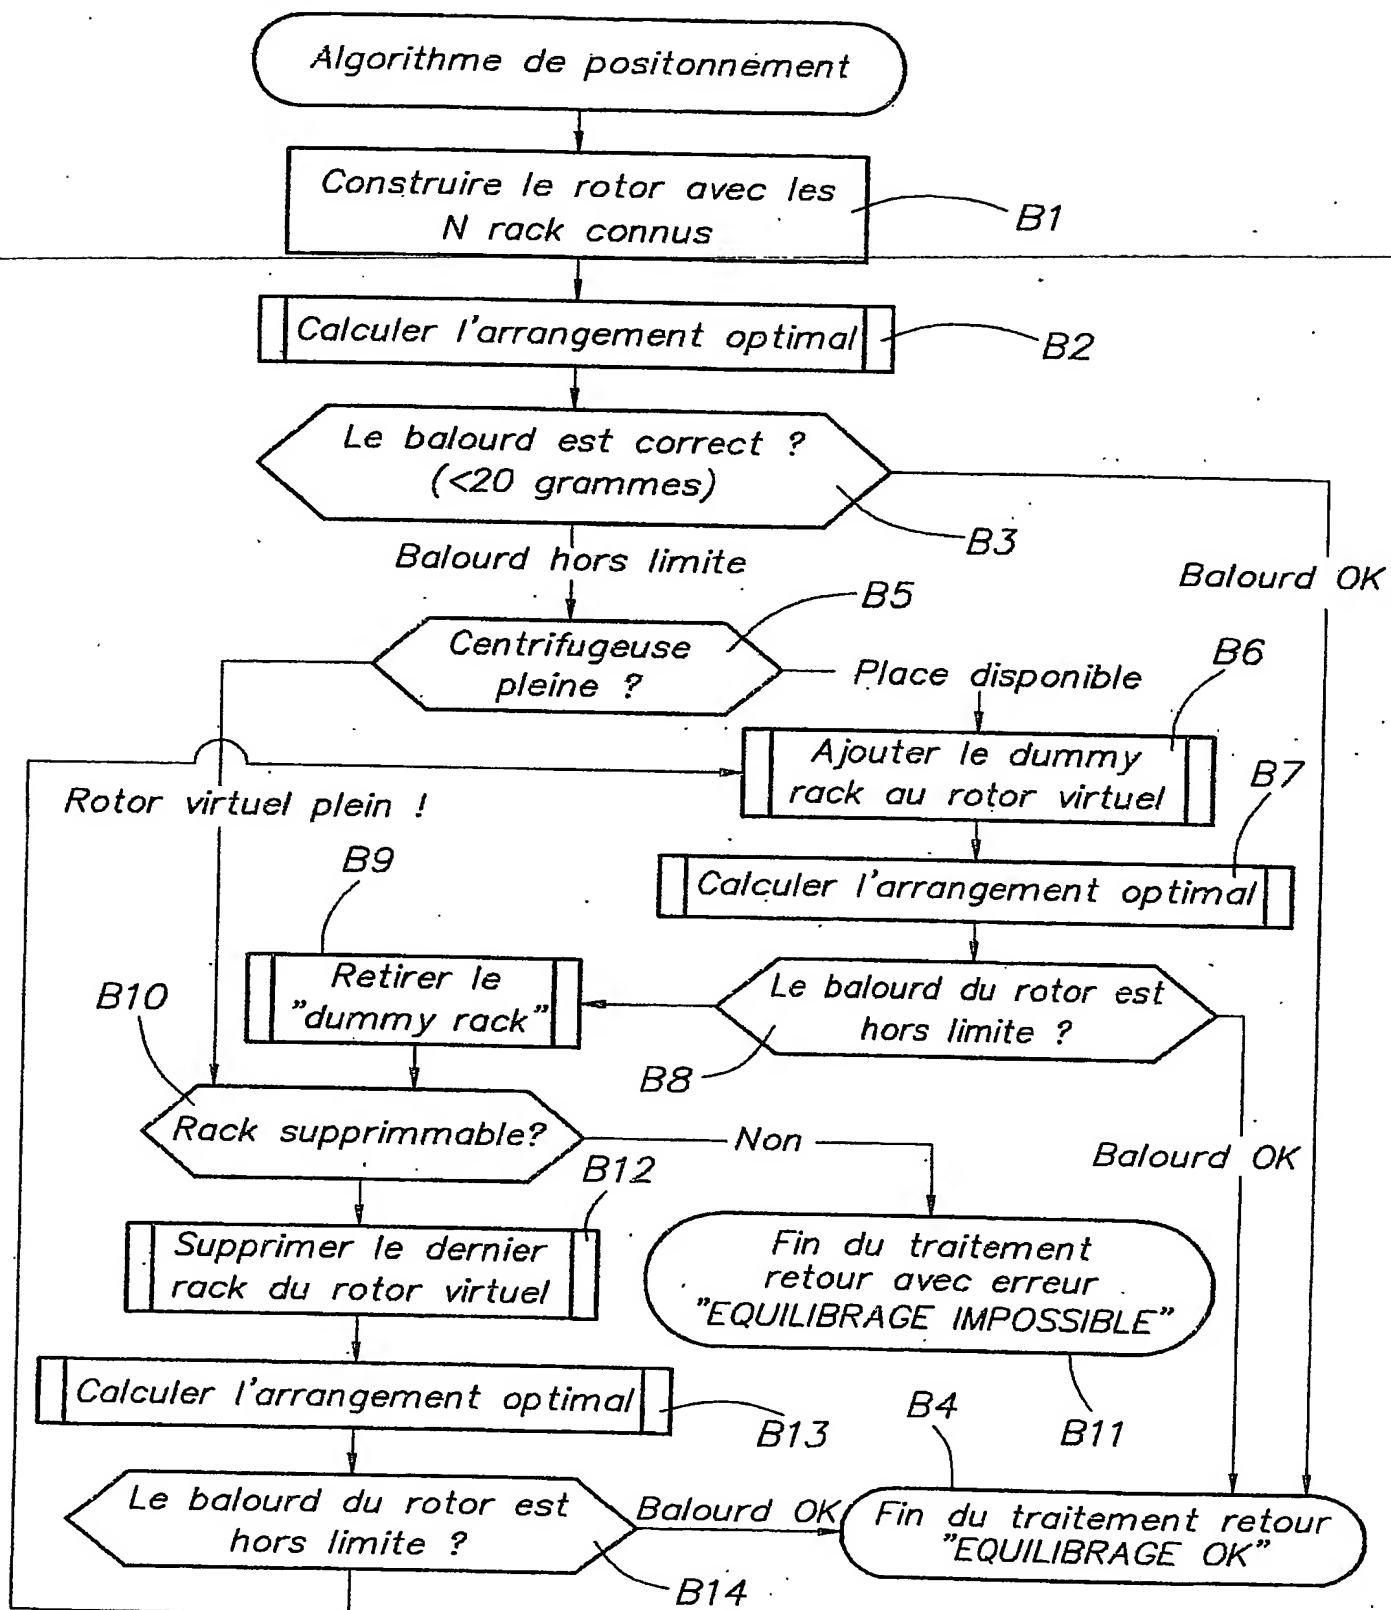 Algorithme de positonnement
Construire le rotor avec les
N rack connus
B1
Calculer l'arrangement optimal
B2
Le balourd est correct ?
(<20 grammes)
B3
Balourd hors limite
Balourd OK
B5
Centrifugeuse
pleine ?
Place disponible
B6
Ajouter le dummy
rack au rotor virtuel
B7
Rotor virtuel plein !
Calculer l'arrangement optimal
B9
Retirer le
"dummy rack"
B10
Le balourd du rotor est
hors limite ?
B8
Rack supprimmable?
Non
Balourd OK
B12
Supprimer le dernier
rack du rotor virtuel
Fin du traitement
retour avec erreur
"EQUILIBRAGE IMPOSSIBLE"
B11
Calculer l'arrangement optimal
B13
B4
Le balourd du rotor est
hors limite ?
Balourd OK
Fin du traitement retour
"EQUILIBRAGE OK"
B14